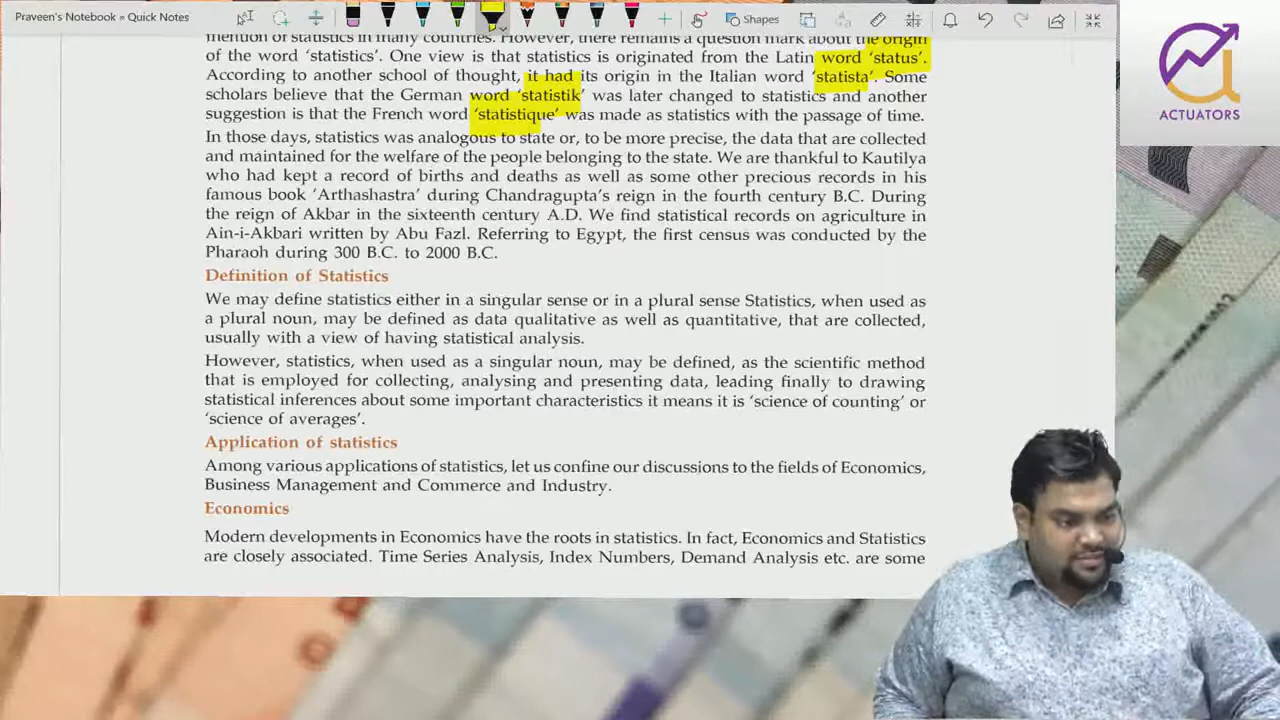 Praveen's Notebook » Quick Notes
Shapes
mention of statistics in many countries. However, there remains a question mark about the origin
of the word 'statistics'. One view is that statistics is originated from the Latin word 'status'.
According to another school of thought, it had its origin in the Italian word 'statista'. Some
scholars believe that the German word 'statistik' was later changed to statistics and another
suggestion is that the French word 'statistique' was made as statistics with the passage of time.
In those days, statistics was analogous to state or, to be more precise, the data that are collected
and maintained for the welfare of the people belonging to the state. We are thankful to Kautilya
who had kept a record of births and deaths as well as some other precious records in his
famous book 'Arthashastra' during Chandragupta's reign in the fourth century B.C. During
the reign of Akbar in the sixteenth century A.D. We find statistical records on agriculture in
Ain-i-Akbari written by Abu Fazl. Referring to Egypt, the first census was conducted by the
Pharaoh during 300 B.C. to 2000 B.C.
Definition of Statistics
We may define statistics either in a singular sense or in a plural sense Statistics, when used as
a plural noun, may be defined as data qualitative as well as quantitative, that are collected,
usually with a view of having statistical analysis.
However, statistics, when used as a singular noun, may be defined, as the scientific method
that is employed for collecting, analysing and presenting data, leading finally to drawing
statistical inferences about some important characteristics it means it is 'science of counting' or
'science of averages'.
Application of statistics
Among various applications of statistics, let us confine our discussions to the fields of Economics,
Business Management and Commerce and Industry.
Economics
Modern developments in Economics have the roots in statistics. In fact, Economics and Statistics
are closely associated. Time Series Analysis, Index Numbers, Demand Analysis etc. are some
ACTUATORS